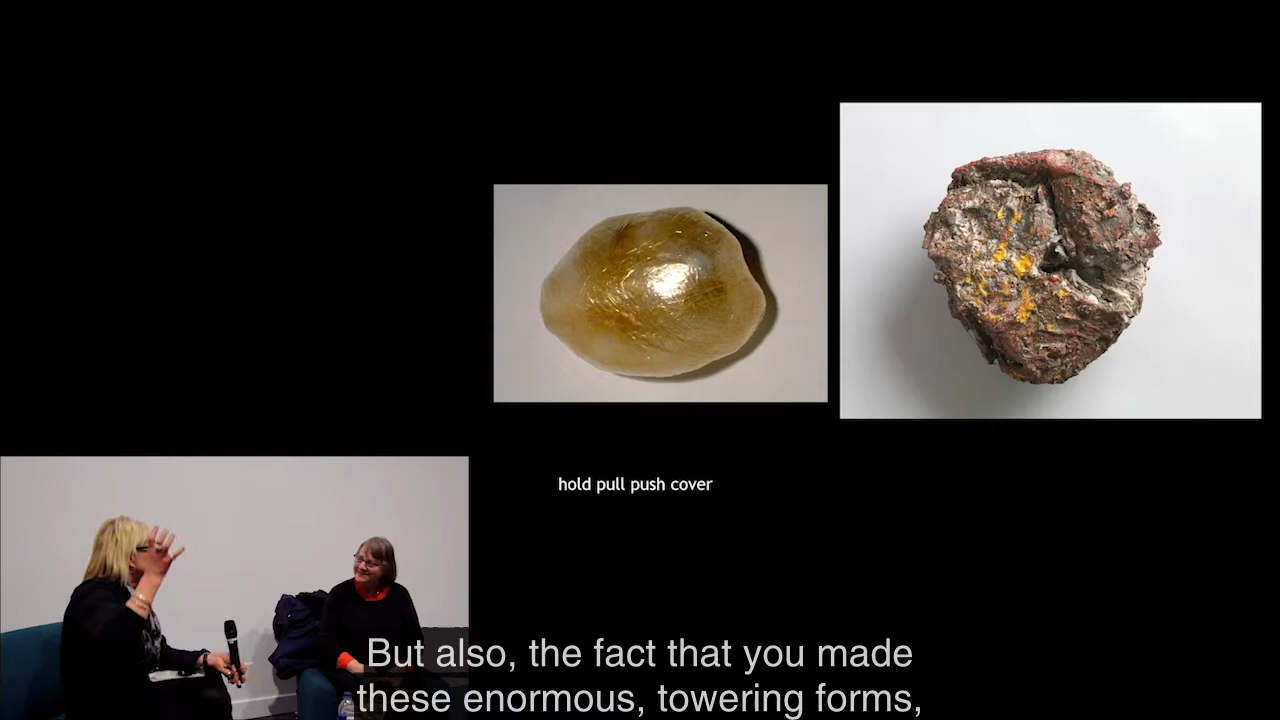 hold pull push cover
But also, the fact that you made
these enormous, towering forms,